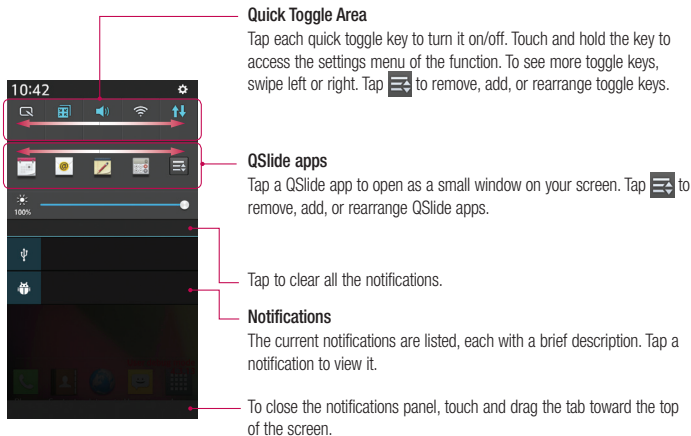 Quick Toggle Area
Tap each quick toggle key to turn it on/off. Touch and hold the key to
access the settings menu of the function. To see more toggle keys,
swipe left or right. Tap to remove, add, or rearrange toggle keys.
10:42
QSlide apps
Tap a QSlide app to open as a small window on your screen. Tap to
remove, add, or rearrange QSlide apps.
100%
Tap to clear all the notifications.
Notifications
The current notifications are listed, each with a brief description. Tap a
notification to view it.
To close the notifications panel, touch and drag the tab toward the top
of the screen.